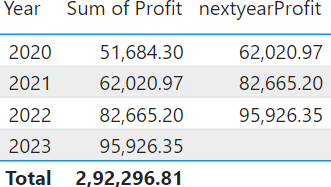 Year Sum of Profit nextyearProfit
2020 51,684.30 62,020.97
2021 62,020.97 82,665.20
2022 82,665.20 95,926.35
2023 95,926.35
Total 2,92,296.81